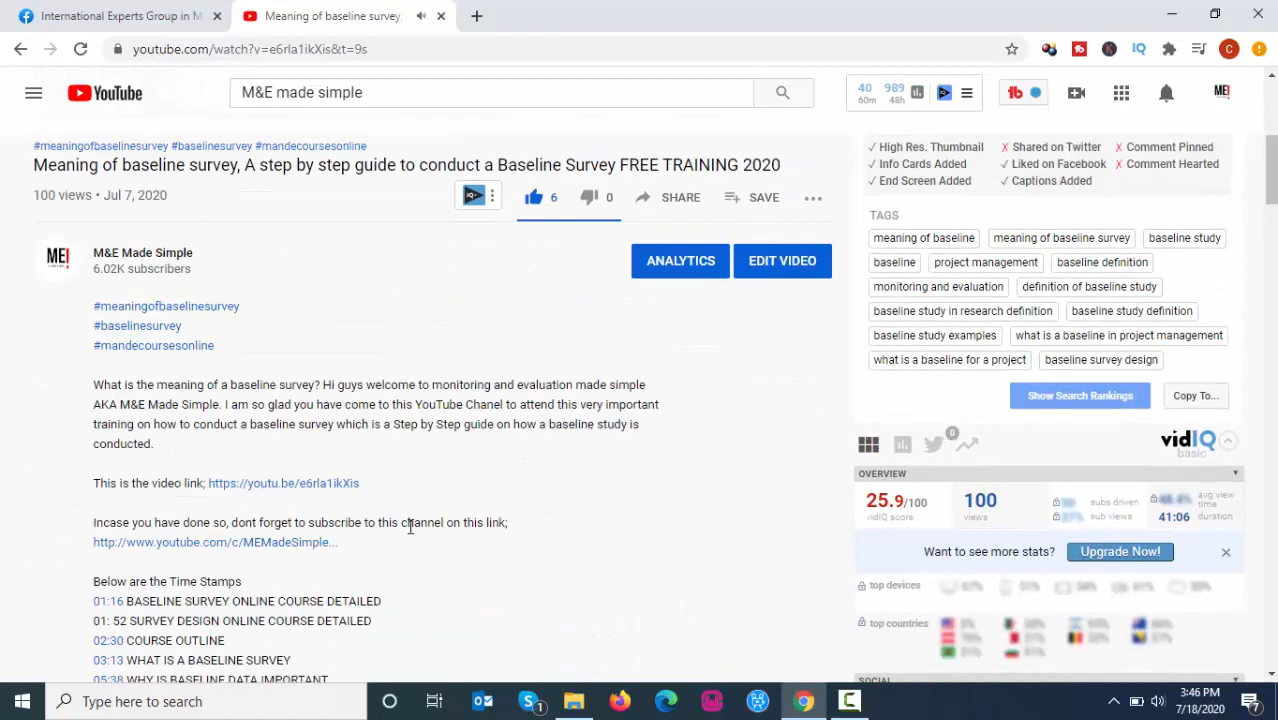 International Experts Group in M
Meaning of baseline survey,
youtube.com/watch?v=e6rla1ikXis&t=9s
IQ
C
YouTube
M&E made simple
40 60m
989 48h
tb
ME!
#meaningofbaselinesurvey #baselinesurvey #mandecoursesonline
Meaning of baseline survey, A step by step guide to conduct a Baseline Survey FREE TRAINING 2020
100 views • Jul 7, 2020
6
0
SHARE
SAVE
ME!
M&E Made Simple
6.02K subscribers
ANALYTICS
EDIT VIDEO
#meaningofbaselinesurvey
#baselinesurvey
#mandecoursesonline
What is the meaning of a baseline survey? Hi guys welcome to monitoring and evaluation made simple
AKA M&E Made Simple. I am so glad you have come to this YouTube Chanel to attend this very important
training on how to conduct a baseline survey which is a Step by Step guide on how a baseline study is
conducted.
This is the video link; https://youtu.be/e6rla1ikXis
Incase you have done so, dont forget to subscribe to this channel on this link;
http://www.youtube.com/c/MEMadeSimple...
Below are the Time Stamps
01:16 BASELINE SURVEY ONLINE COURSE DETAILED
01: 52 SURVEY DESIGN ONLINE COURSE DETAILED
02:30 COURSE OUTLINE
03:13 WHAT IS A BASELINE SURVEY
05:38 WHY IS BASELINE DATA IMPORTANT
✓ High Res. Thumbnail ✗ Shared on Twitter ✗ Comment Pinned
✓ Info Cards Added ✓ Liked on Facebook ✗ Comment Hearted
✓ End Screen Added ✓ Captions Added
TAGS
meaning of baseline meaning of baseline survey baseline study
baseline project management baseline definition
monitoring and evaluation definition of baseline study
baseline study in research definition baseline study definition
baseline study examples what is a baseline in project management
what is a baseline for a project baseline survey design
Show Search Rankings
Copy To...
0
vidIQ
basic
OVERVIEW
25.9/100
vidIQ score
100
views
subs driven
sub views
avg view time
41:06 duration
Want to see more stats? Upgrade Now!
top devices
top countries
SOCIAL
Type here to search
1
3:46 PM
7/18/2020
7